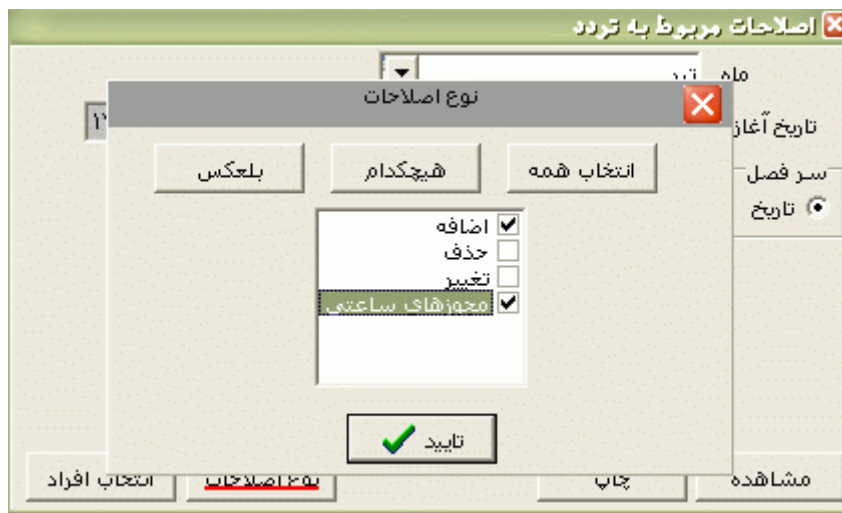 اصلاحات مربوط به تردد
ماه
نوع اصلاحات
تاریخ آغاز
انتخاب همه
هیچکدام
بلعکس
سر فصل
تاریخ
اضافه
حذف
تغییر
مجوزهای ساعتی
تایید
مشاهده
چاپ
نوع اصلاحات
انتخاب افراد